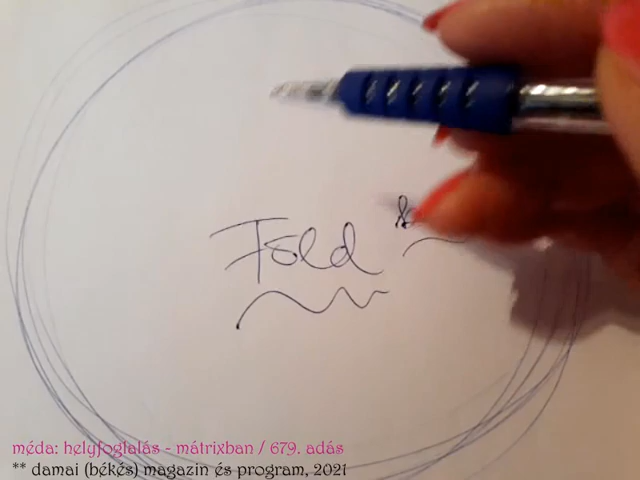 Föld
méda: helyfoglalás - mátrixban / 679. adás
** damai (békés) magazin és program, 2021